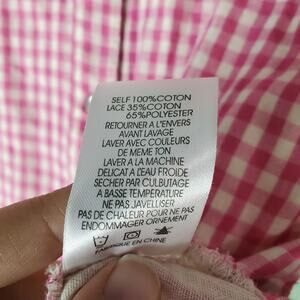 SELF 100%COTON
LACE 35%COTON
65%POLYESTER
RETOURNER A L'ENVERS
AVANT LAVAGE
LAVER AVEC COULEURS
DE MEME TON
LAVER A LA MACHINE
DELICAT A L'EAU FROIDE
SECHER PAR CULBUTAGE
A BASSE TEMPÉRATURE
NE PAS JAVELLISER
PAS DE CHALEUR POUR NE PAS
ENDOMMAGER ORNEMENT
FABRIQUE EN CHINE